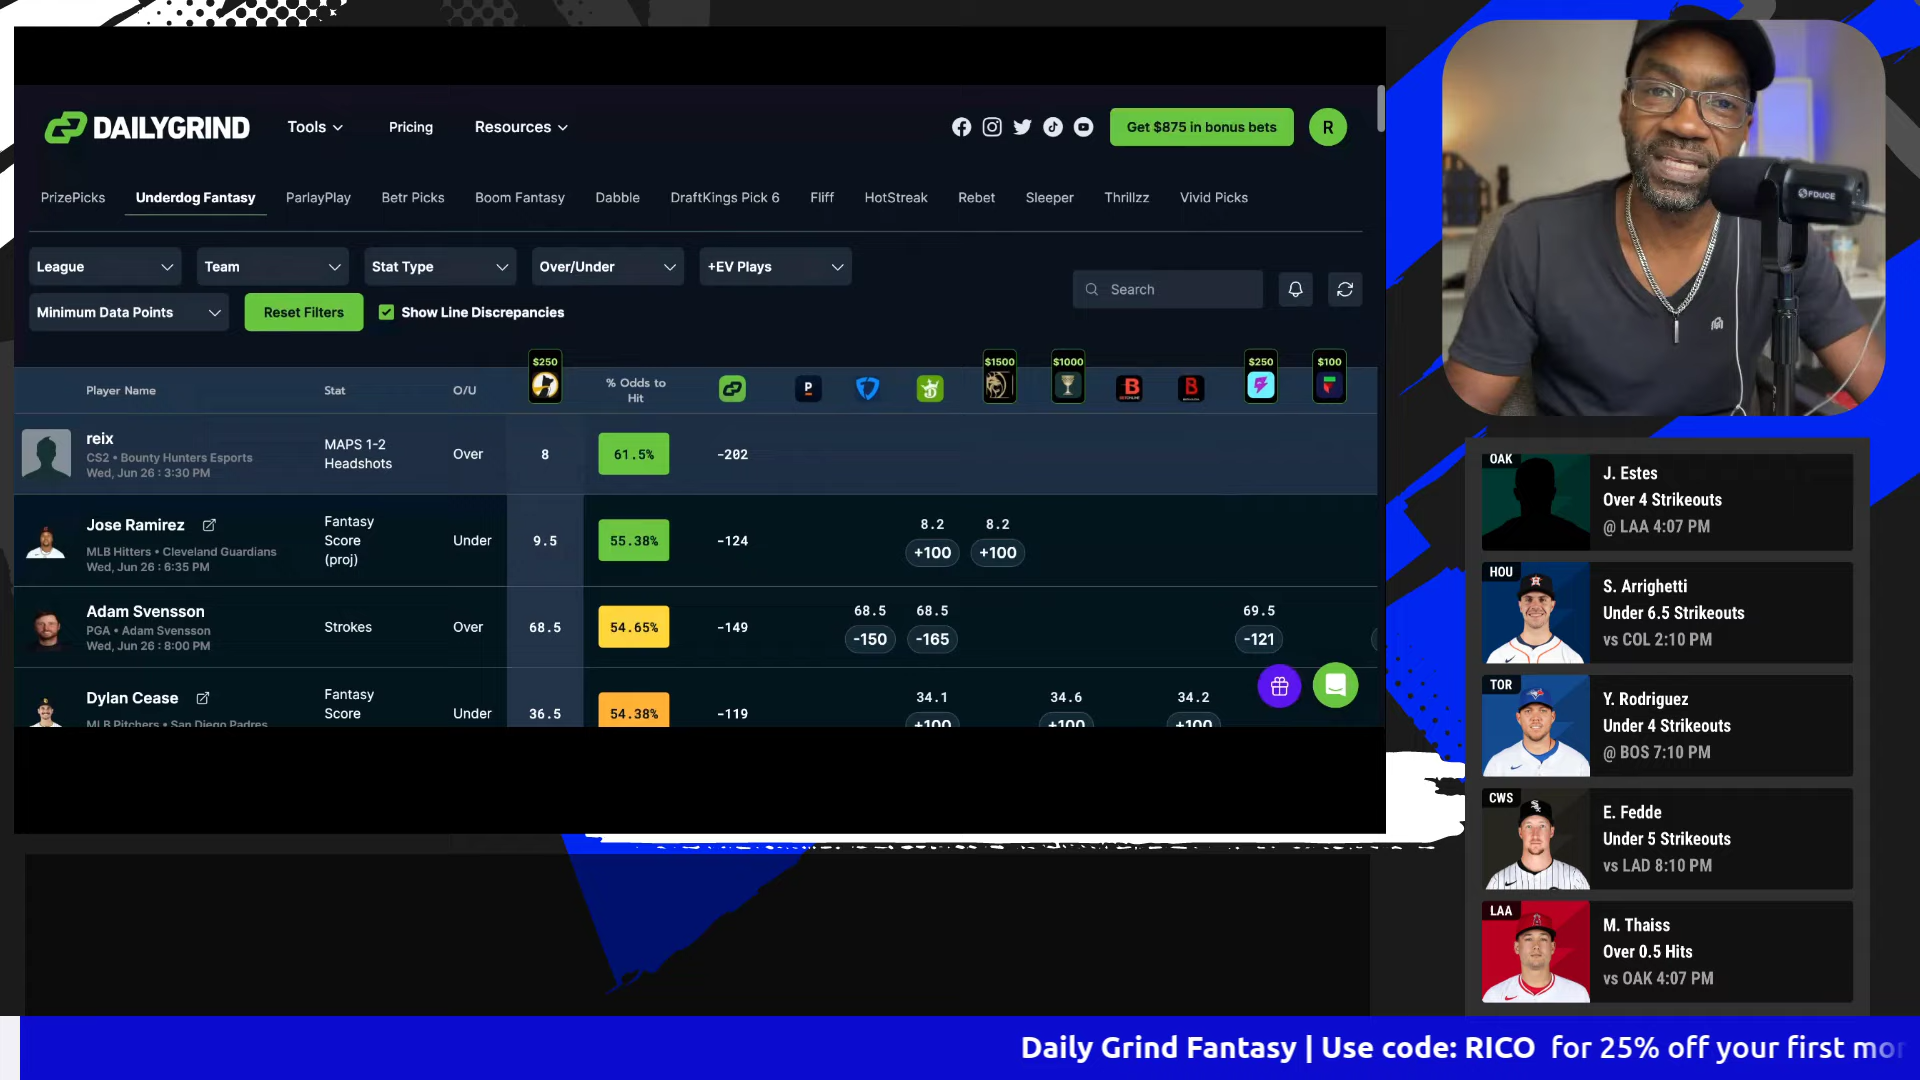 DAILYGRIND
Tools
Pricing
Resources
Get $875 in bonus bets
R
PrizePicks
Underdog Fantasy
ParlayPlay
Betr Picks
Boom Fantasy
Dabble
DraftKings Pick 6
Fliff
HotStreak
Rebet
Sleeper
Thrillzz
Vivid Picks
League
Team
Stat Type
Over/Under
+EV Plays
Search
Minimum Data Points
Reset Filters
Show Line Discrepancies
Player Name
Stat
O/U
$250
% Odds to
Hit
P
$1500
$1000
B
B
$250
$100
reix
CS2 • Bounty Hunters Esports
Wed, Jun 26 : 3:30 PM
MAPS 1-2
Headshots
Over
8
61.5%
-202
Jose Ramirez
MLB Hitters • Cleveland Guardians
Wed, Jun 26 : 6:35 PM
Fantasy
Score
(proj)
Under
9.5
55.38%
-124
8.2
+100
8.2
+100
Adam Svensson
PGA • Adam Svensson
Wed, Jun 26 : 8:00 PM
Strokes
Over
68.5
54.65%
-149
68.5
-150
68.5
-165
69.5
-121
Dylan Cease
MLB Pitchers • San Diego Padres
Fantasy
Score
Under
36.5
54.38%
-119
34.1
+100
34.6
+100
34.2
+100
FDUCE
OAK
J. Estes
Over 4 Strikeouts
@ LAA 4:07 PM
HOU
S. Arrighetti
Under 6.5 Strikeouts
vs COL 2:10 PM
TOR
Y. Rodriguez
Under 4 Strikeouts
@ BOS 7:10 PM
CWS
E. Fedde
Under 5 Strikeouts
vs LAD 8:10 PM
LAA
M. Thaiss
Over 0.5 Hits
vs OAK 4:07 PM
Daily Grind Fantasy | Use code: RICO for 25% off your first mo